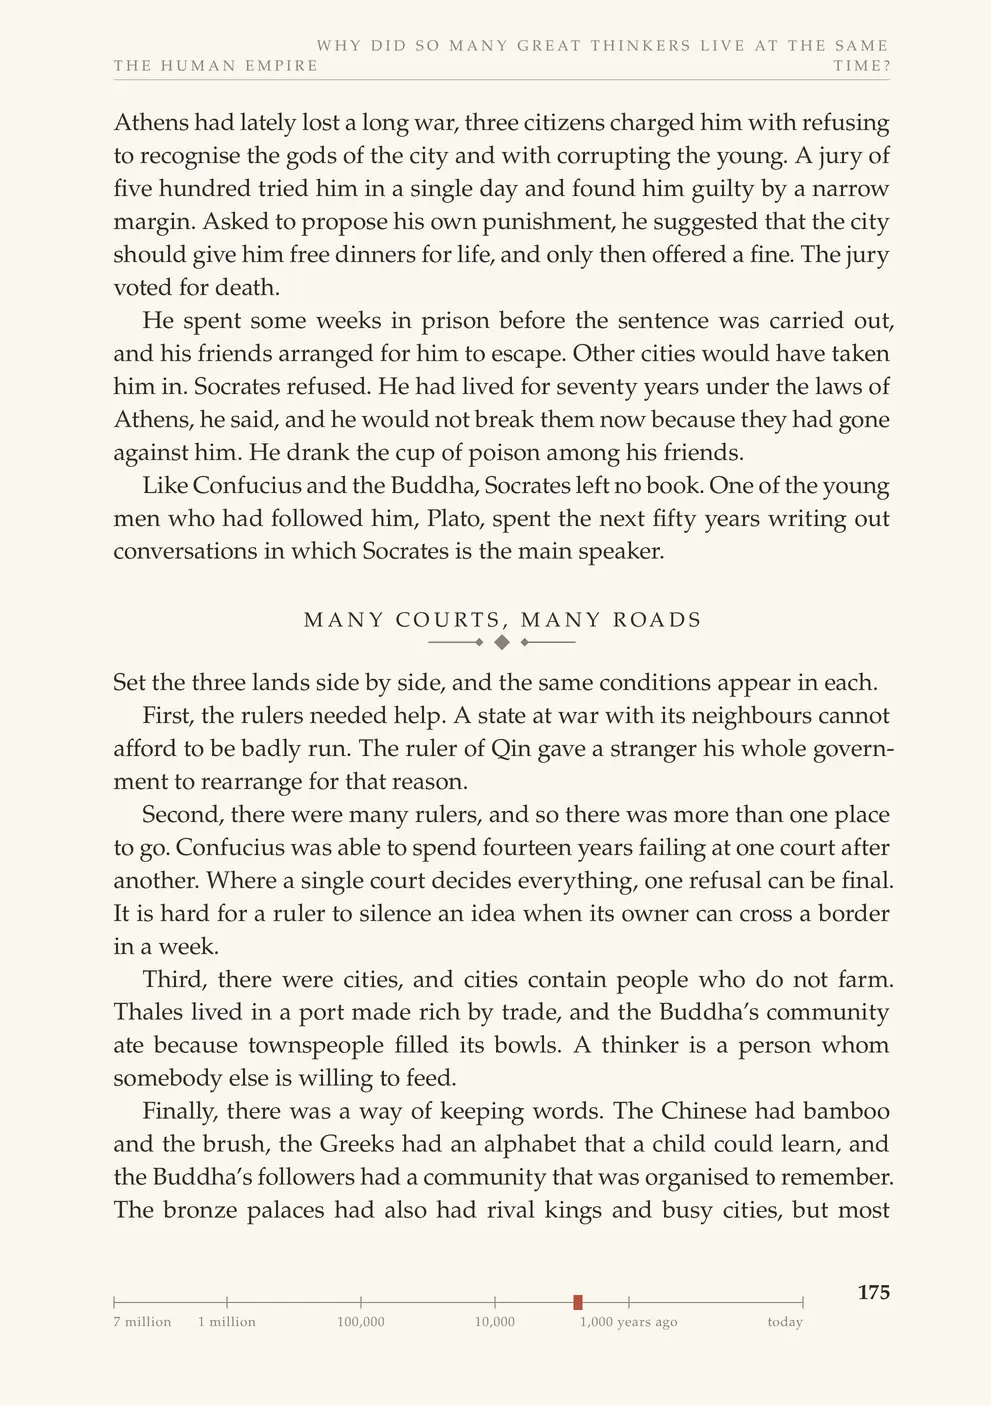 WHY DID SO MANY GREAT THINKERS LIVE AT THE SAME
THE HUMAN EMPIRE TIME?
Athens had lately lost a long war, three citizens charged him with refusing
to recognise the gods of the city and with corrupting the young. A jury of
five hundred tried him in a single day and found him guilty by a narrow
margin. Asked to propose his own punishment, he suggested that the city
should give him free dinners for life, and only then offered a fine. The jury
voted for death.
He spent some weeks in prison before the sentence was carried out,
and his friends arranged for him to escape. Other cities would have taken
him in. Socrates refused. He had lived for seventy years under the laws of
Athens, he said, and he would not break them now because they had gone
against him. He drank the cup of poison among his friends.
Like Confucius and the Buddha, Socrates left no book. One of the young
men who had followed him, Plato, spent the next fifty years writing out
conversations in which Socrates is the main speaker.
MANY COURTS, MANY ROADS
Set the three lands side by side, and the same conditions appear in each.
First, the rulers needed help. A state at war with its neighbours cannot
afford to be badly run. The ruler of Qin gave a stranger his whole govern-
ment to rearrange for that reason.
Second, there were many rulers, and so there was more than one place
to go. Confucius was able to spend fourteen years failing at one court after
another. Where a single court decides everything, one refusal can be final.
It is hard for a ruler to silence an idea when its owner can cross a border
in a week.
Third, there were cities, and cities contain people who do not farm.
Thales lived in a port made rich by trade, and the Buddha's community
ate because townspeople filled its bowls. A thinker is a person whom
somebody else is willing to feed.
Finally, there was a way of keeping words. The Chinese had bamboo
and the brush, the Greeks had an alphabet that a child could learn, and
the Buddha's followers had a community that was organised to remember.
The bronze palaces had also had rival kings and busy cities, but most
175
7 million 1 million 100,000 10,000 1,000 years ago today